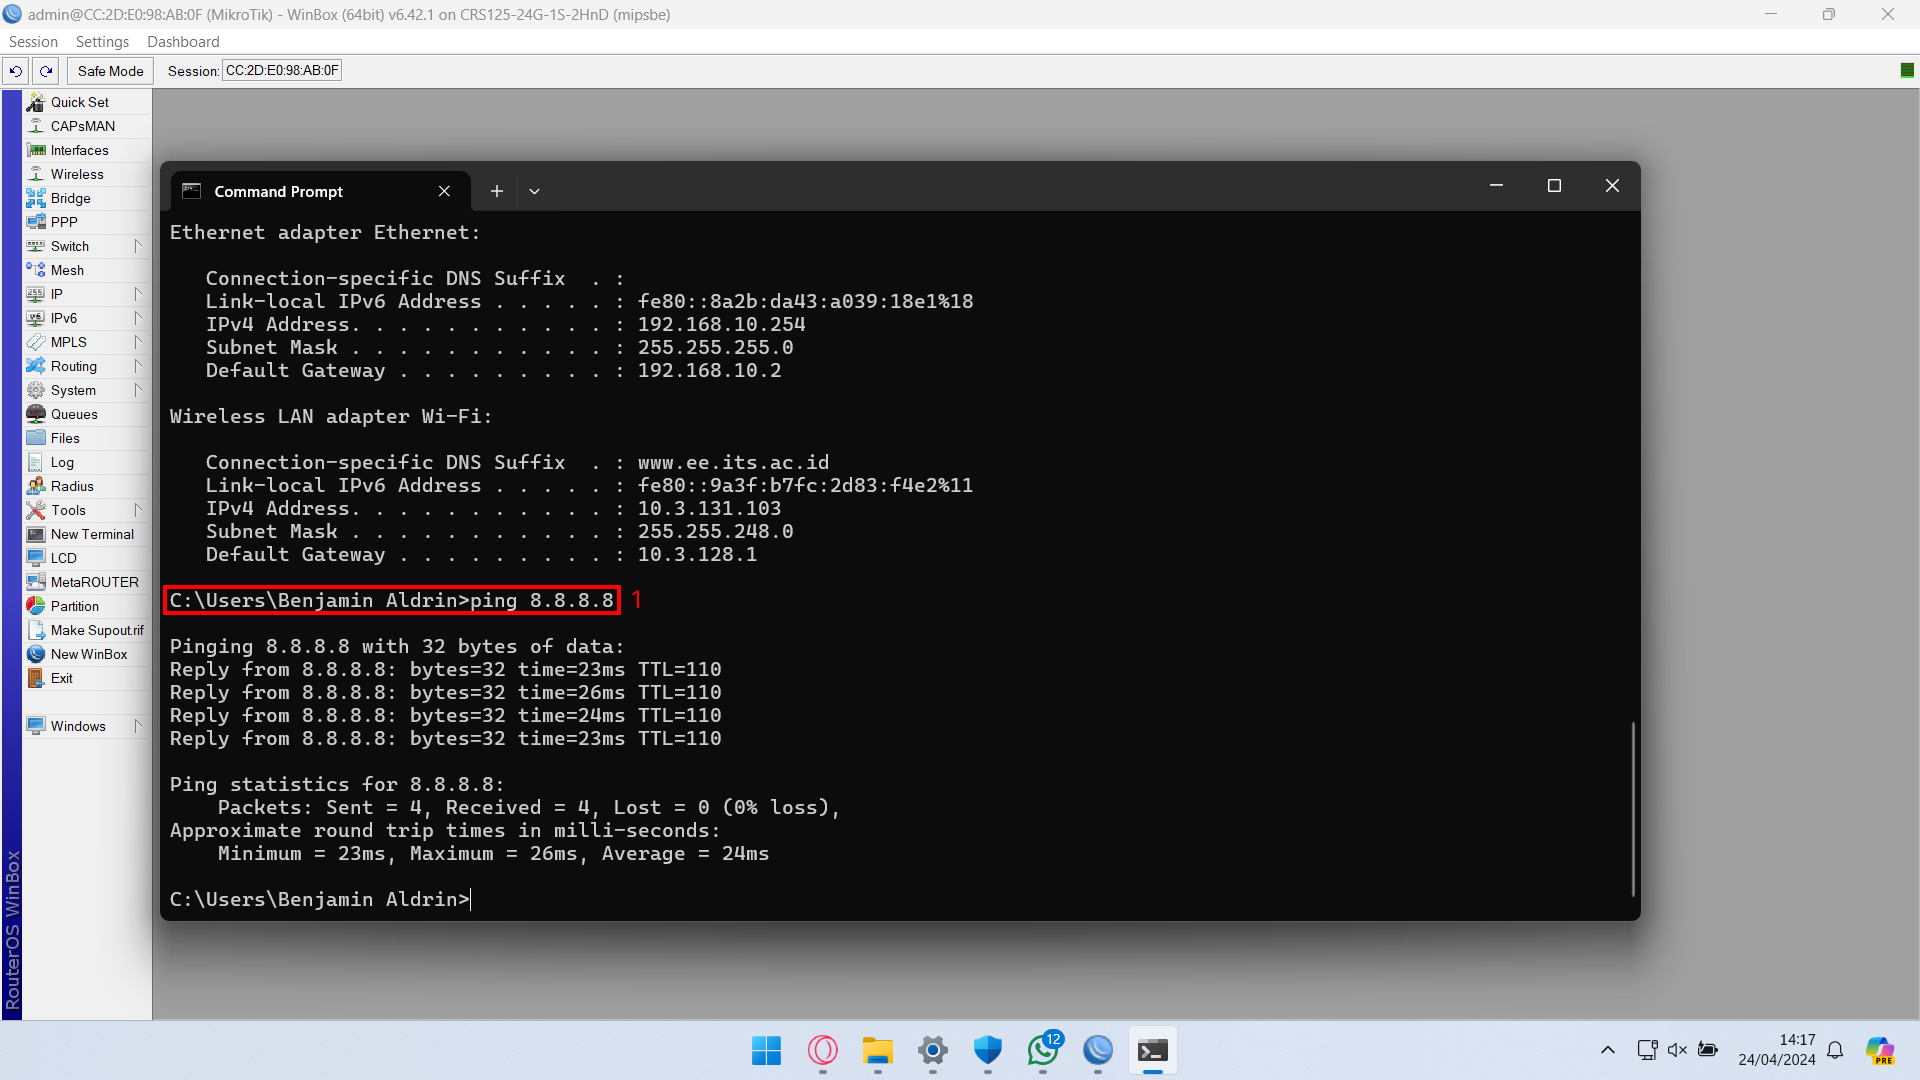 admin@CC:2D:E0:98:AB:0F (MikroTik) - WinBox (64bit) v6.42.1 on CRS125-24G-1S-2HnD (mipsbe)
Session Settings Dashboard
Safe Mode Session: CC:2D:E0:98:AB:0F
Quick Set
CAPsMAN
Interfaces
Wireless
Bridge
PPP
Switch
Mesh
IP
IPv6
MPLS
Routing
System
Queues
Files
Log
Radius
Tools
New Terminal
LCD
MetaROUTER
Partition
Make Supout.rif
New WinBox
Exit
Windows
RouterOS WinBox
Command Prompt
Ethernet adapter Ethernet:
Connection-specific DNS Suffix . :
Link-local IPv6 Address . . . . . : fe80::8a2b:da43:a039:18e1%18
IPv4 Address. . . . . . . . . . . : 192.168.10.254
Subnet Mask . . . . . . . . . . . : 255.255.255.0
Default Gateway . . . . . . . . . : 192.168.10.2
Wireless LAN adapter Wi-Fi:
Connection-specific DNS Suffix . : www.ee.its.ac.id
Link-local IPv6 Address . . . . . : fe80::9a3f:b7fc:2d83:f4e2%11
IPv4 Address. . . . . . . . . . . : 10.3.131.103
Subnet Mask . . . . . . . . . . . : 255.255.248.0
Default Gateway . . . . . . . . . : 10.3.128.1
C:\Users\Benjamin Aldrin>ping 8.8.8.8 1
Pinging 8.8.8.8 with 32 bytes of data:
Reply from 8.8.8.8: bytes=32 time=23ms TTL=110
Reply from 8.8.8.8: bytes=32 time=26ms TTL=110
Reply from 8.8.8.8: bytes=32 time=24ms TTL=110
Reply from 8.8.8.8: bytes=32 time=23ms TTL=110
Ping statistics for 8.8.8.8:
Packets: Sent = 4, Received = 4, Lost = 0 (0% loss),
Approximate round trip times in milli-seconds:
Minimum = 23ms, Maximum = 26ms, Average = 24ms
C:\Users\Benjamin Aldrin>
12
14:17
24/04/2024
PRE